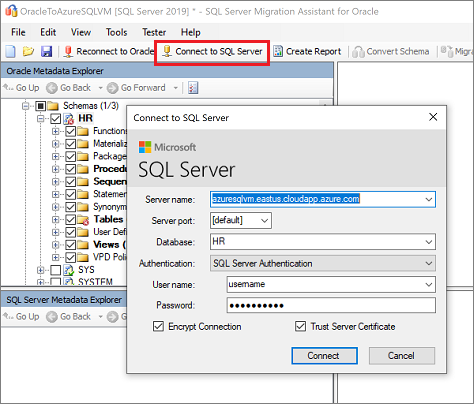 OracleToAzureSQLVM [SQL Server 2019] * - SQL Server Migration Assistant for Oracle
File Edit View Tools Tester Help
Reconnect to Oracle Connect to SQL Server Create Report Convert Schema Migra
Oracle Metadata Explorer
Go Up Go Back Go Forward
Schemas (1/3)
HR
Functions
Materializ
Package
Procedu
Sequen
Statemen
Synonym
Tables
User Defi
Views (
VPD Polic
SYS
SYSTEM
SQL Server Metadata Explorer
Go Up Go Back Go
Connect to SQL Server
Microsoft
SQL Server
Server name: azuresqlvm.eastus.cloudapp.azure.com
Server port: [default]
Database: HR
Authentication: SQL Server Authentication
User name: username
Password: ●●●●●●●●●●
Encrypt Connection Trust Server Certificate
Connect Cancel